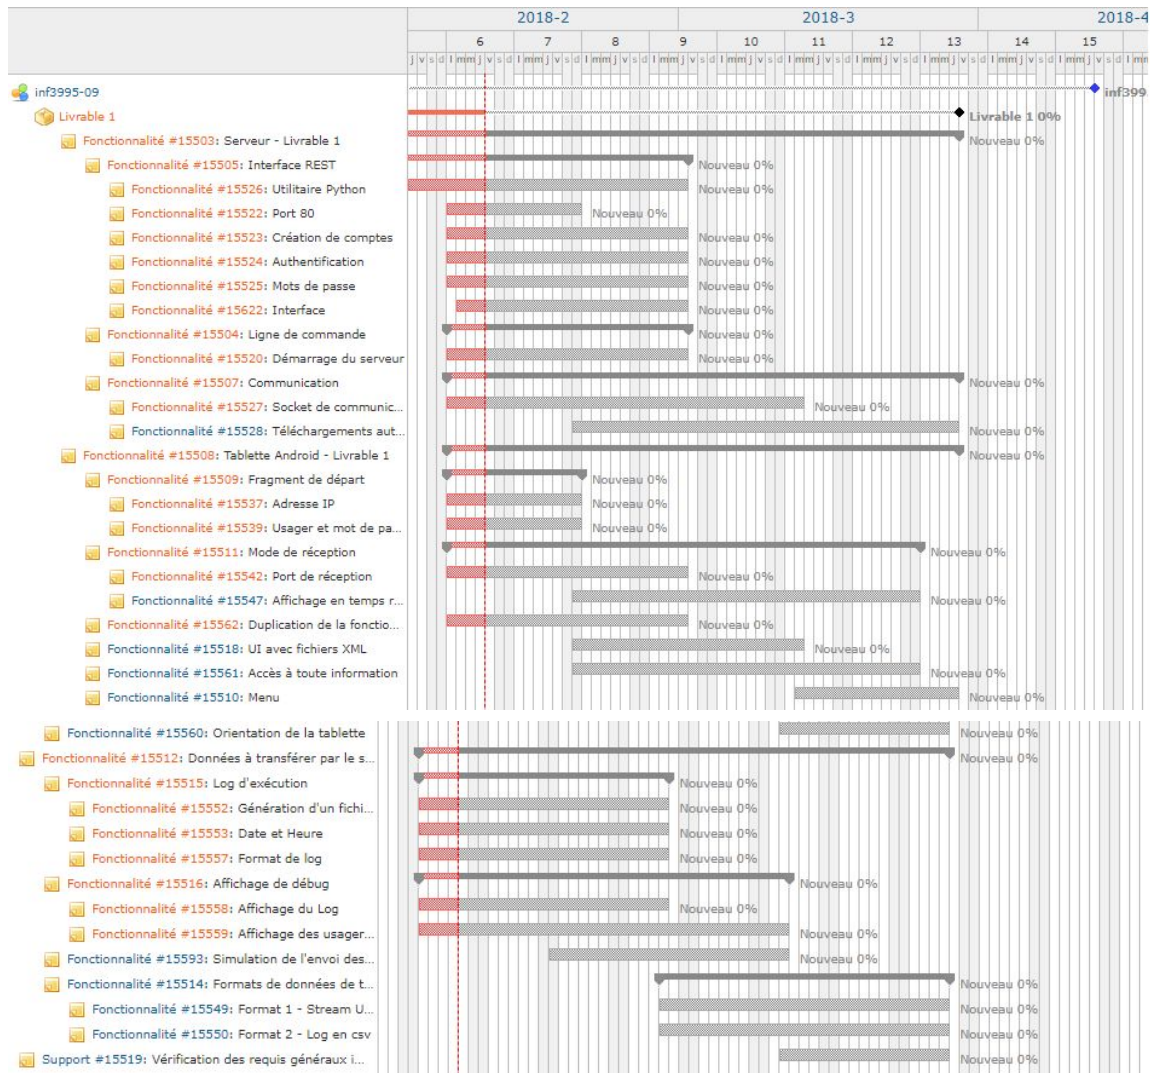 2018-2 2018-3 2018-4
6 7 8 9 10 11 12 13 14 15
inf3995-09 inf399
Livrable 1 Livrable 1 0%
Fonctionnalité #15503: Serveur - Livrable 1 Nouveau 0%
Fonctionnalité #15505: Interface REST Nouveau 0%
Fonctionnalité #15526: Utilitaire Python Nouveau 0%
Fonctionnalité #15522: Port 80 Nouveau 0%
Fonctionnalité #15523: Création de comptes Nouveau 0%
Fonctionnalité #15524: Authentification Nouveau 0%
Fonctionnalité #15525: Mots de passe Nouveau 0%
Fonctionnalité #15622: Interface Nouveau 0%
Fonctionnalité #15504: Ligne de commande Nouveau 0%
Fonctionnalité #15520: Démarrage du serveur Nouveau 0%
Fonctionnalité #15507: Communication Nouveau 0%
Fonctionnalité #15527: Socket de communic... Nouveau 0%
Fonctionnalité #15528: Téléchargements aut... Nouveau 0%
Fonctionnalité #15508: Tablette Android - Livrable 1 Nouveau 0%
Fonctionnalité #15509: Fragment de départ Nouveau 0%
Fonctionnalité #15537: Adresse IP Nouveau 0%
Fonctionnalité #15539: Usager et mot de pa... Nouveau 0%
Fonctionnalité #15511: Mode de réception Nouveau 0%
Fonctionnalité #15542: Port de réception Nouveau 0%
Fonctionnalité #15547: Affichage en temps r... Nouveau 0%
Fonctionnalité #15562: Duplication de la fonctio... Nouveau 0%
Fonctionnalité #15518: UI avec fichiers XML Nouveau 0%
Fonctionnalité #15561: Accès à toute information Nouveau 0%
Fonctionnalité #15510: Menu Nouveau 0%
Fonctionnalité #15560: Orientation de la tablette Nouveau 0%
Fonctionnalité #15512: Données à transférer par le s... Nouveau 0%
Fonctionnalité #15515: Log d'exécution Nouveau 0%
Fonctionnalité #15552: Génération d'un fichi... Nouveau 0%
Fonctionnalité #15553: Date et Heure Nouveau 0%
Fonctionnalité #15557: Format de log Nouveau 0%
Fonctionnalité #15516: Affichage de débug Nouveau 0%
Fonctionnalité #15558: Affichage du Log Nouveau 0%
Fonctionnalité #15559: Affichage des usager... Nouveau 0%
Fonctionnalité #15593: Simulation de l'envoi des... Nouveau 0%
Fonctionnalité #15514: Formats de données de t... Nouveau 0%
Fonctionnalité #15549: Format 1 - Stream U... Nouveau 0%
Fonctionnalité #15550: Format 2 - Log en csv Nouveau 0%
Support #15519: Vérification des requis généraux i... Nouveau 0%